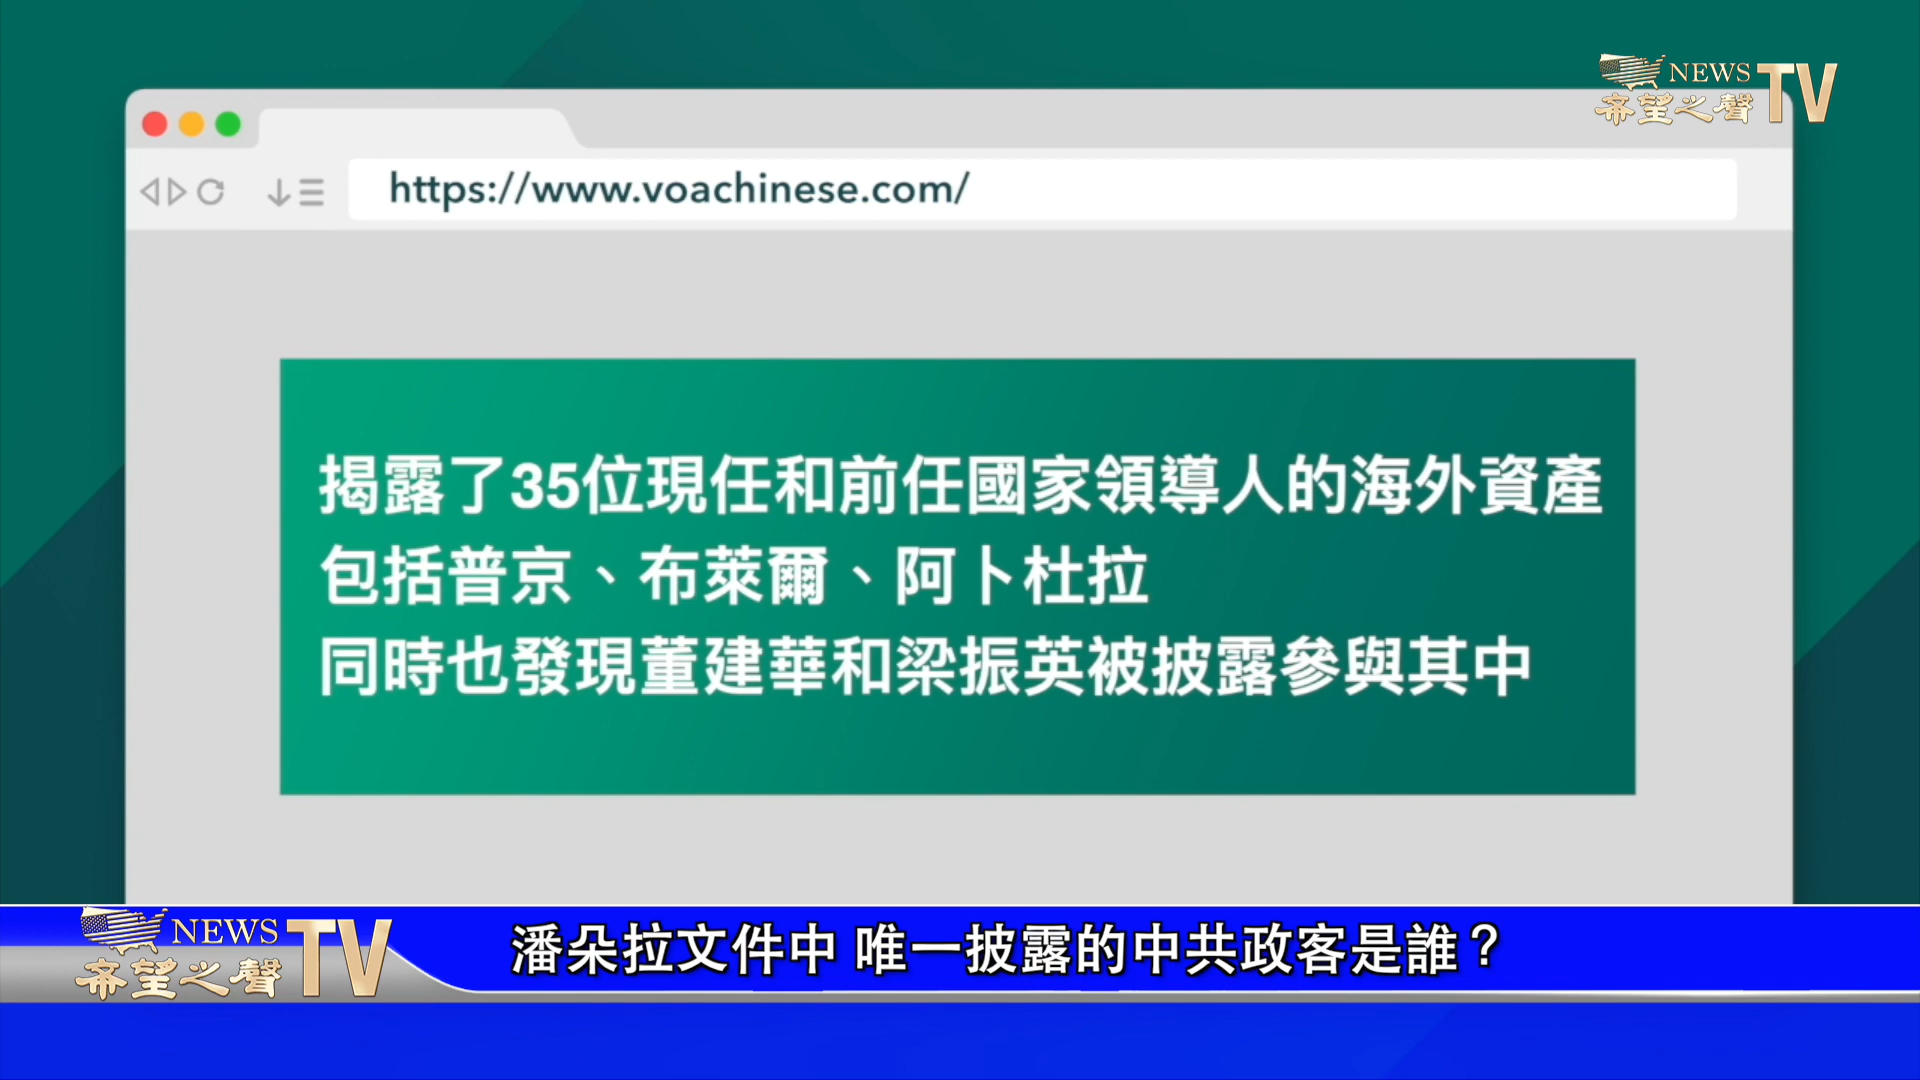 NEWS
希望之聲
TV
https://www.voachinese.com/
揭露了35位現任和前任國家領導人的海外資產
包括普京、布萊爾、阿卜杜拉
同時也發現董建華和梁振英被披露參與其中
NEWS
希望之聲
TV
潘朵拉文件中 唯一披露的中共政客是誰？